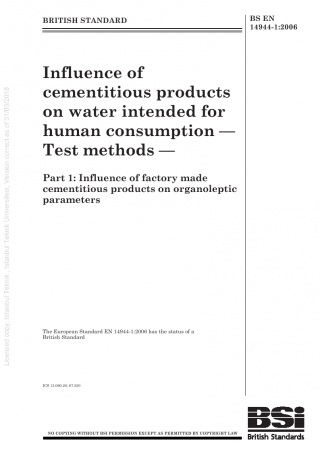 BRITISH STANDARD
BS EN
14944-1:2006
Influence of
cementitious products
on water intended for
human consumption —
Test methods —
Part 1: Influence of factory made
cementitious products on organoleptic
parameters
The European Standard EN 14944-1:2006 has the status of a
British Standard
NO COPYING WITHOUT BSI PERMISSION EXCEPT AS PERMITTED BY COPYRIGHT LAW
BSi
British Standards